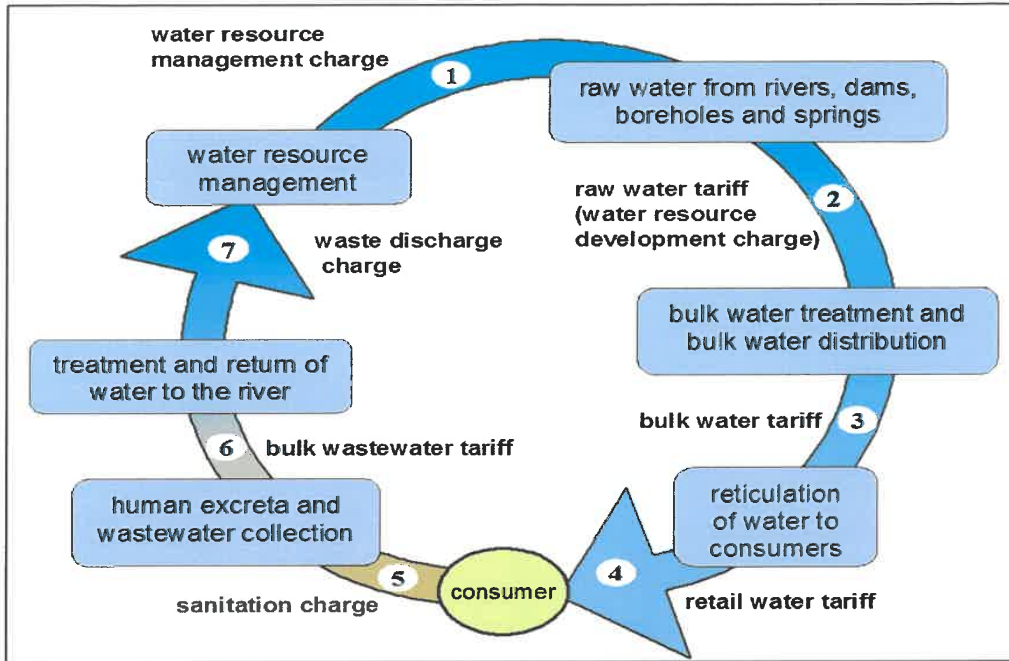 water resource
management charge
1
raw water from rivers, dams,
boreholes and springs
water resource
management
raw water tariff
(water resource
development charge)
2
7
waste discharge
charge
bulk water treatment and
bulk water distribution
treatment and return of
water to the river
bulk water tariff
3
6
bulk wastewater tariff
human excreta and
wastewater collection
reticulation
of water to
consumers
5
consumer
4
sanitation charge
retail water tariff